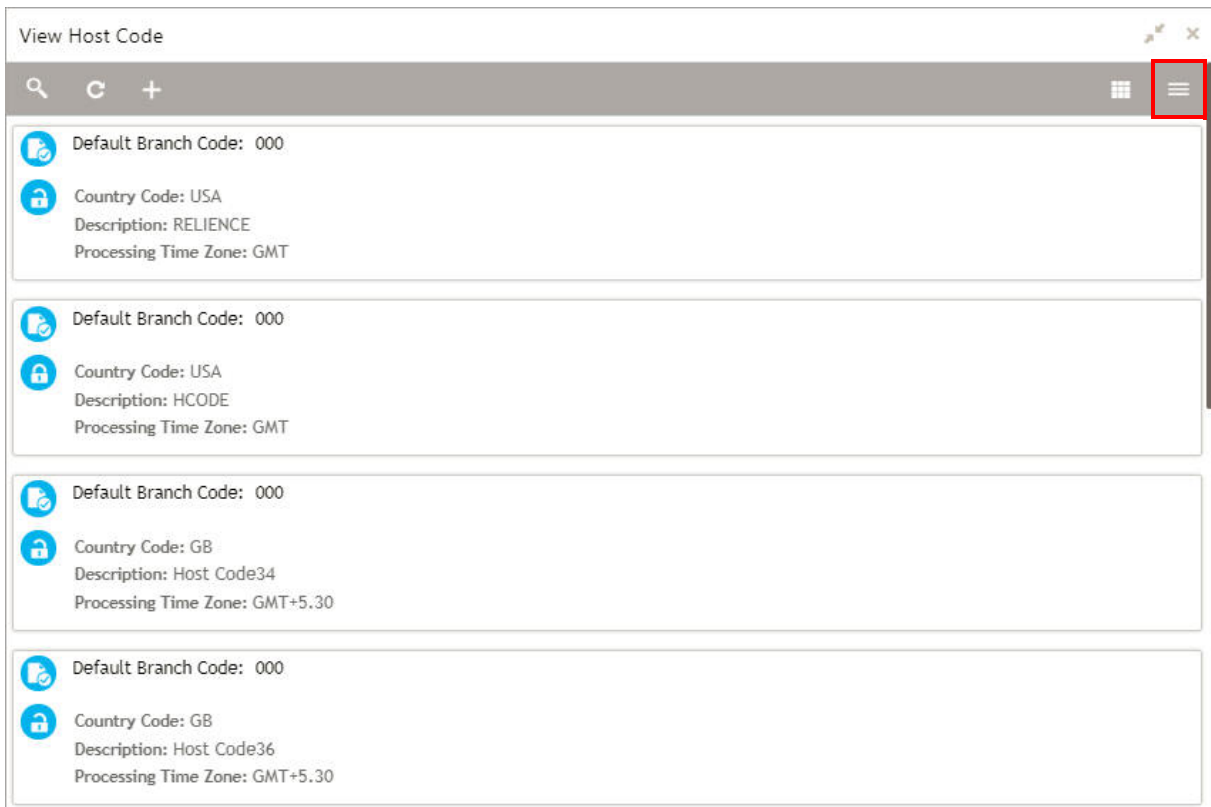 View Host Code
Default Branch Code: 000
Country Code: USA
Description: RELIENCE
Processing Time Zone: GMT
Default Branch Code: 000
Country Code: USA
Description: HCODE
Processing Time Zone: GMT
Default Branch Code: 000
Country Code: GB
Description: Host Code34
Processing Time Zone: GMT+5.30
Default Branch Code: 000
Country Code: GB
Description: Host Code36
Processing Time Zone: GMT+5.30